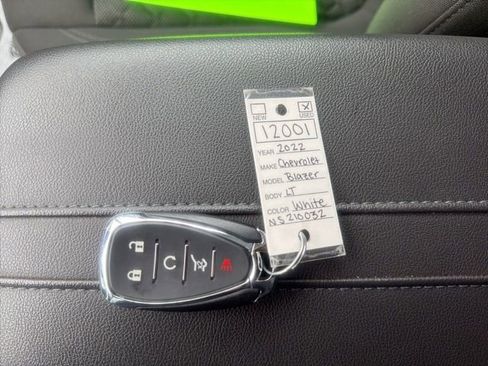 NEW USED
12001
YEAR 2022
MAKE Chevrolet
MODEL Blazer
BODY LT
COLOR White
NS210032